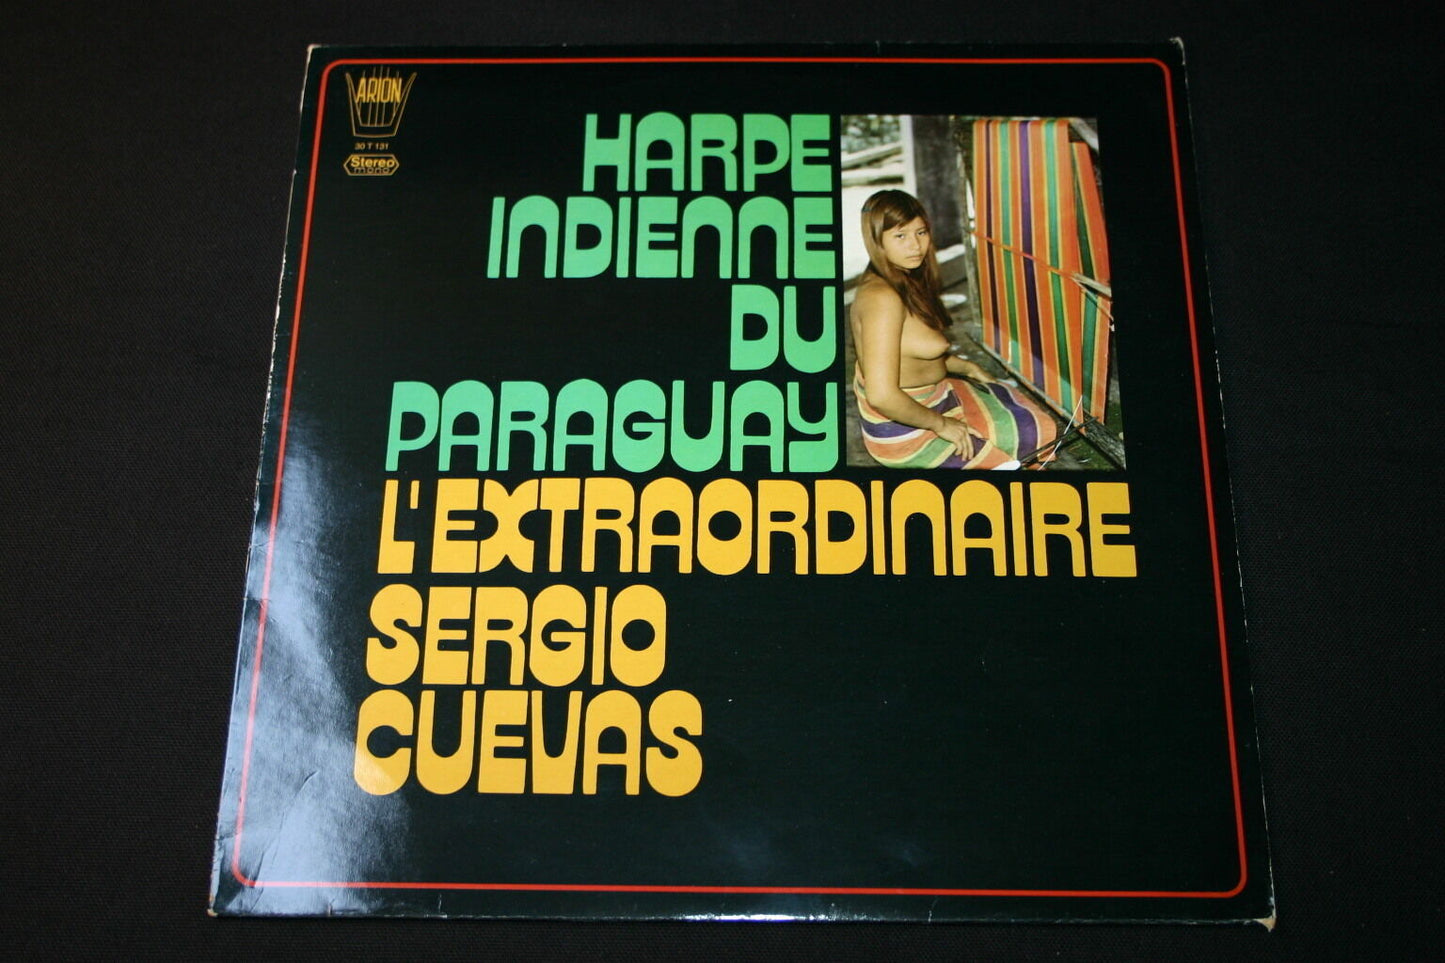 ARION
30 T 131
Stereo
mono
HARPE
INDIENNE
DU
PARAGUAY
L'EXTRAORDINAIRE
SERGIO
CUEVAS